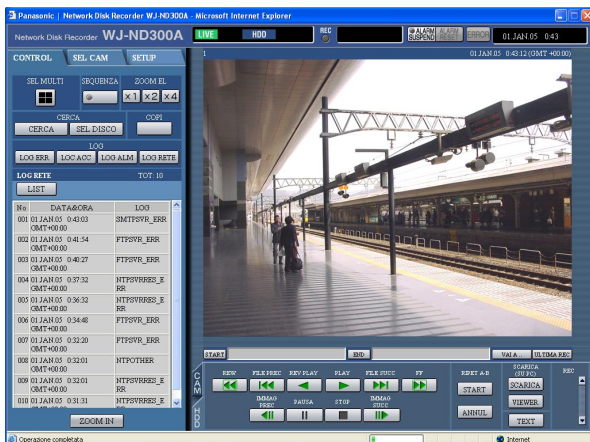 Panasonic | Network Disk Recorder WJ-ND300A - Microsoft Internet Explorer
Network Disk Recorder WJ-ND300A
LIVE HDD REC ALARM SUSPEND ALARM RESET ERROR 01.JAN.05 0:43
CONTROL SEL CAM SETUP
1 01.JAN.05 0:43:12 (GMT +00:00)
SEL MULTI SEQUENZA ZOOM EL
x1 x2 x4
CERCA COPI
CERCA SEL DISCO
LOG
LOG ERR LOC ACC LOG ALM LOG RETE
LOG RETE TOT: 10
LIST
No DATA&ORA LOG
001 01.JAN.05 0:43:03 SMTPSVR_ERR
GMT+00:00
002 01.JAN.05 0:41:54 FTPSVR_ERR
GMT+00:00
003 01.JAN.05 0:40:27 FTPSVR_ERR
GMT+00:00
004 01.JAN.05 0:37:32 NTPSVRRES_E
GMT+00:00 RR
005 01.JAN.05 0:36:32 NTPSVRRES_E
GMT+00:00 RR
006 01.JAN.05 0:34:48 FTPSVR_ERR
GMT+00:00
007 01.JAN.05 0:32:20 FTPSVR_ERR
GMT+00:00
008 01.JAN.05 0:32:01 NTPOTHER
GMT+00:00
009 01.JAN.05 0:32:01 NTPSVRRES_E
GMT+00:00 RR
010 01.JAN.05 0:31:31 NTPSVRRES_E
GMT+00:00 RR
ZOOM IN
START END VAI A... ULTIMA REC
CAM
HDD
REW FILE PREC REV PLAY PLAY FILE SUCC FF
IMMAG PREC PAUSA STOP IMMAG SUCC
RIPET A-B
START
ANNUL
SCARICA
(SU PC)
SCARICA
VIEWER
TEXT
REC
Operazione completata Internet